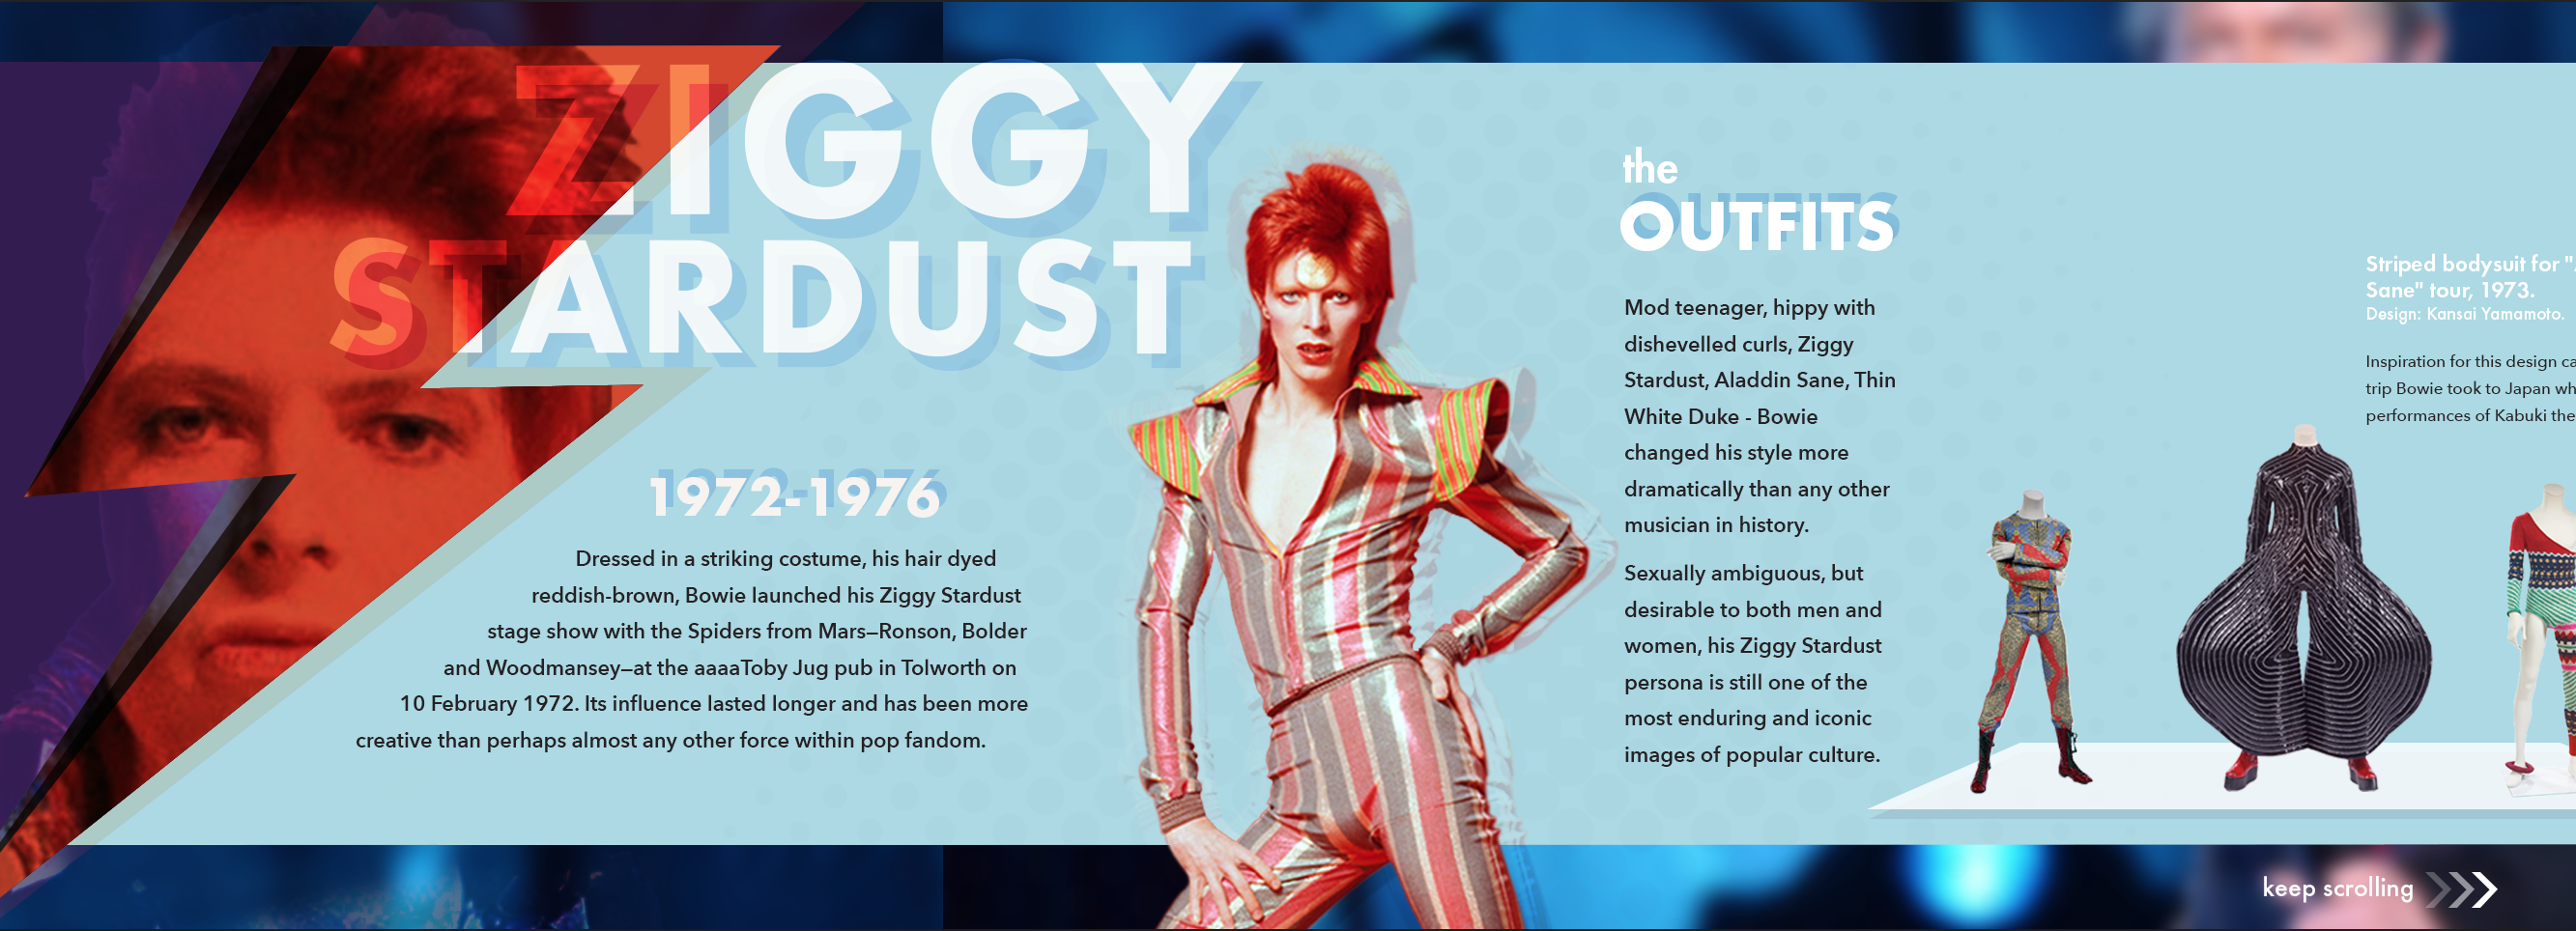 ZIGGY
STARDUST
1972-1976
Dressed in a striking costume, his hair dyed
reddish-brown, Bowie launched his Ziggy Stardust
stage show with the Spiders from Mars—Ronson, Bolder
and Woodmansey—at the aaaaToby Jug pub in Tolworth on
10 February 1972. Its influence lasted longer and has been more
creative than perhaps almost any other force within pop fandom.
the
OUTFITS
Mod teenager, hippy with
dishevelled curls, Ziggy
Stardust, Aladdin Sane, Thin
White Duke - Bowie
changed his style more
dramatically than any other
musician in history.
Sexually ambiguous, but
desirable to both men and
women, his Ziggy Stardust
persona is still one of the
most enduring and iconic
images of popular culture.
Striped bodysuit for "
Sane" tour, 1973.
Design: Kansai Yamamoto.
Inspiration for this design ca
trip Bowie took to Japan wh
performances of Kabuki the
keep scrolling